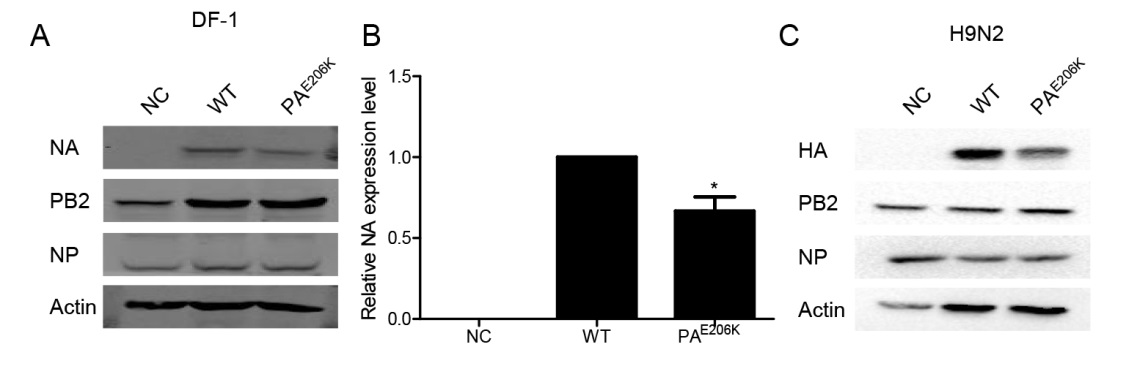 A
DF-1
NC WT PAE206K
NA
PB2
NP
Actin
B
Relative NA expression level
1.5
1.0
0.5
0.0
*
NC WT PAE206K
C
H9N2
NC WT PAE206K
HA
PB2
NP
Actin